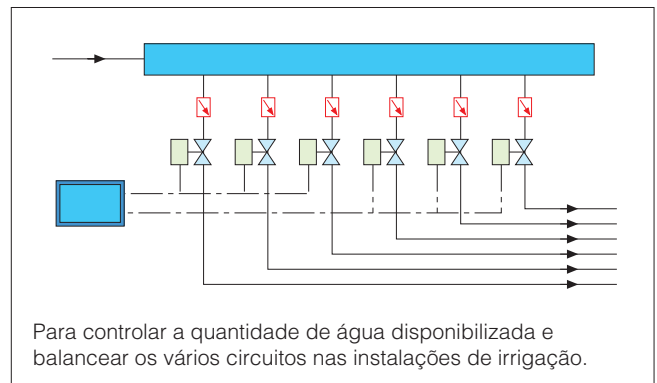 Para controlar a quantidade de água disponibilizada e
balancear os vários circuitos nas instalações de irrigação.